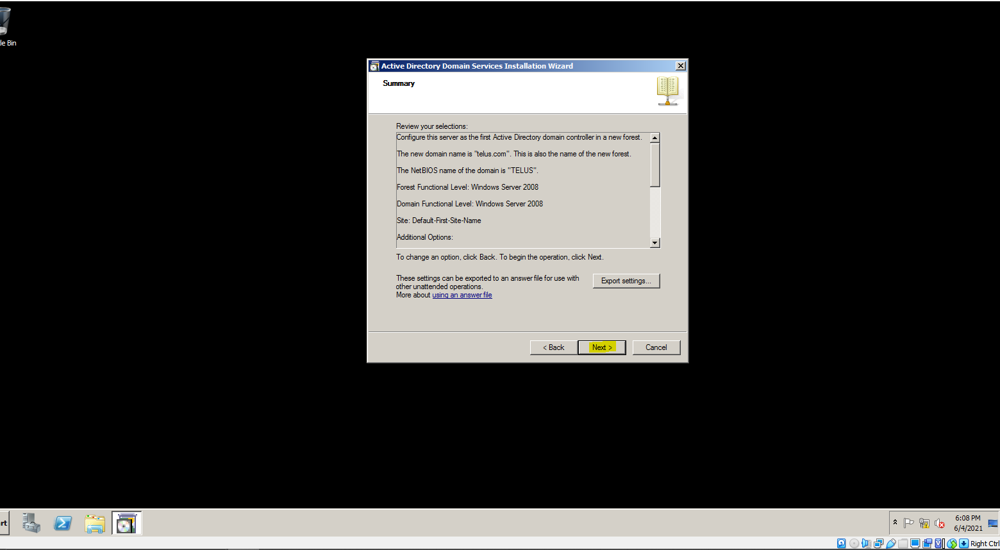 le Bin
Active Directory Domain Services Installation Wizard
Summary
Review your selections:
Configure this server as the first Active Directory domain controller in a new forest.
The new domain name is "telus.com". This is also the name of the new forest.
The NetBIOS name of the domain is "TELUS".
Forest Functional Level: Windows Server 2008
Domain Functional Level: Windows Server 2008
Site: Default-First-Site-Name
Additional Options:
To change an option, click Back. To begin the operation, click Next.
These settings can be exported to an answer file for use with
other unattended operations.
More about using an answer file
Export settings...
< Back
Next >
Cancel
rt
6:08 PM
6/4/2021
Right Ctrl